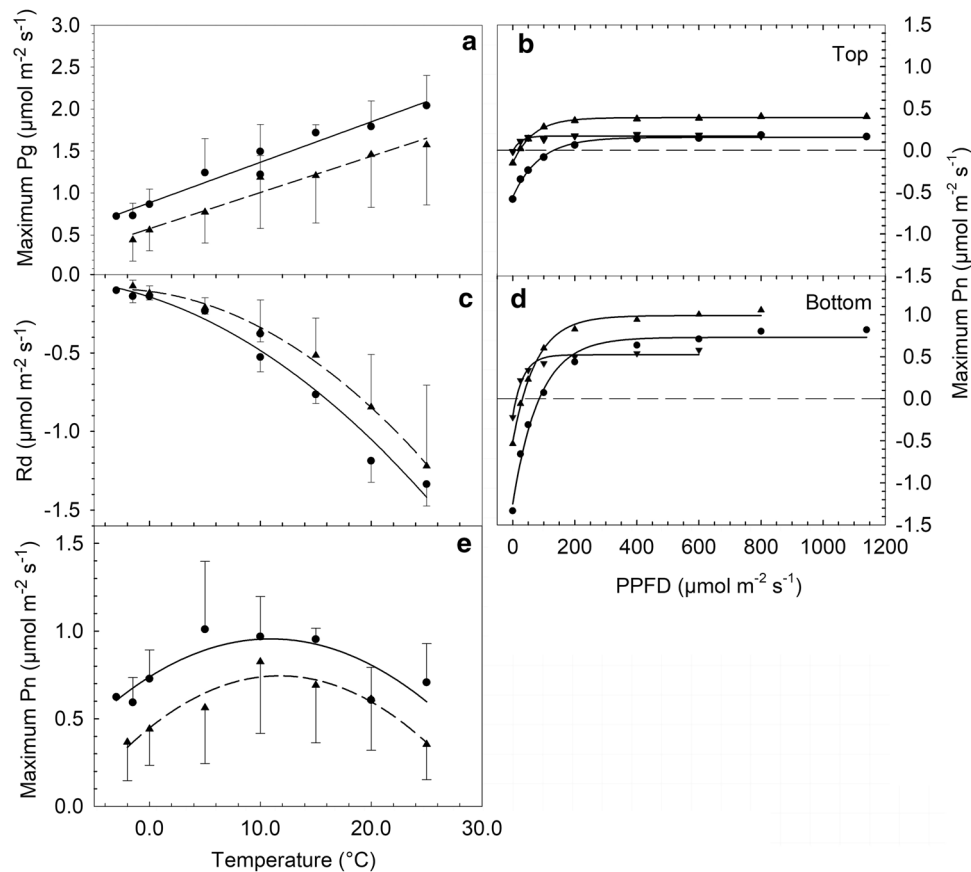 a
3.0
2.5
2.0
1.5
1.0
0.5
0.0
Maximum Pg (µmol m-2 s-1)
b
Top
1.5
1.0
0.5
0.0
-0.5
-1.0
-1.5
c
-0.5
-1.0
-1.5
Rd (µmol m-2 s-1)
d
Bottom
1.0
0.5
0.0
-0.5
-1.0
-1.5
Maximum Pn (µmol m-2 s-1)
0 200 400 600 800 1000 1200
PPFD (µmol m-2 s-1)
e
1.5
1.0
0.5
0.0
Maximum Pn (µmol m-2 s-1)
0.0 10.0 20.0 30.0
Temperature (°C)